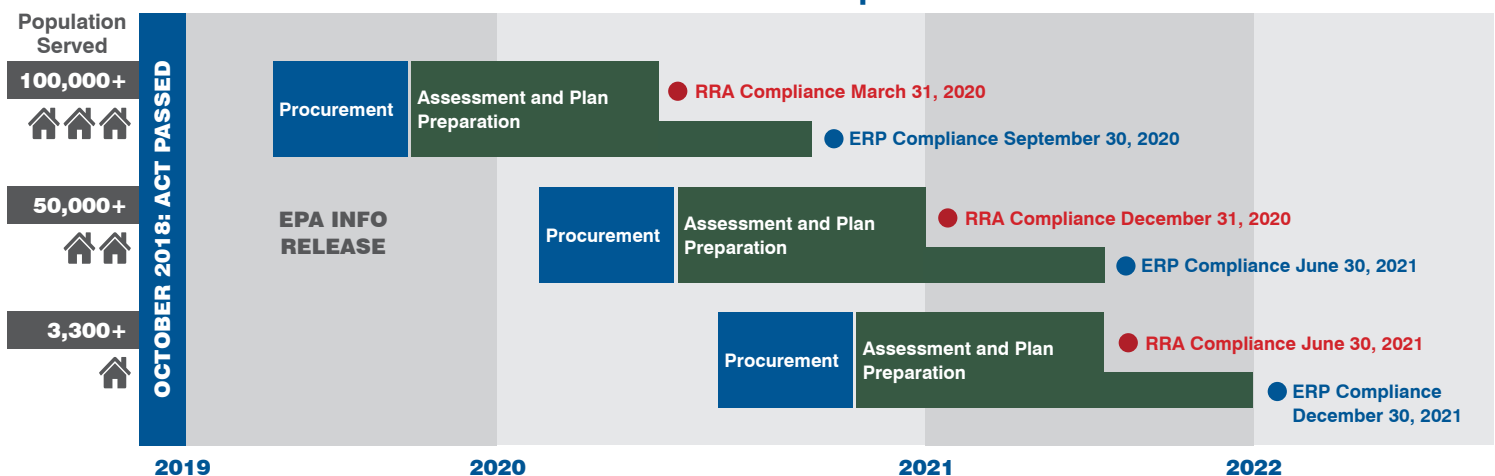 Population
Served
100,000+
50,000+
3,300+
OCTOBER 2018: ACT PASSED
EPA INFO
RELEASE
Procurement
Assessment and Plan
Preparation
RRA Compliance March 31, 2020
ERP Compliance September 30, 2020
Procurement
Assessment and Plan
Preparation
RRA Compliance December 31, 2020
ERP Compliance June 30, 2021
Procurement
Assessment and Plan
Preparation
RRA Compliance June 30, 2021
ERP Compliance
December 30, 2021
2019
2020
2021
2022